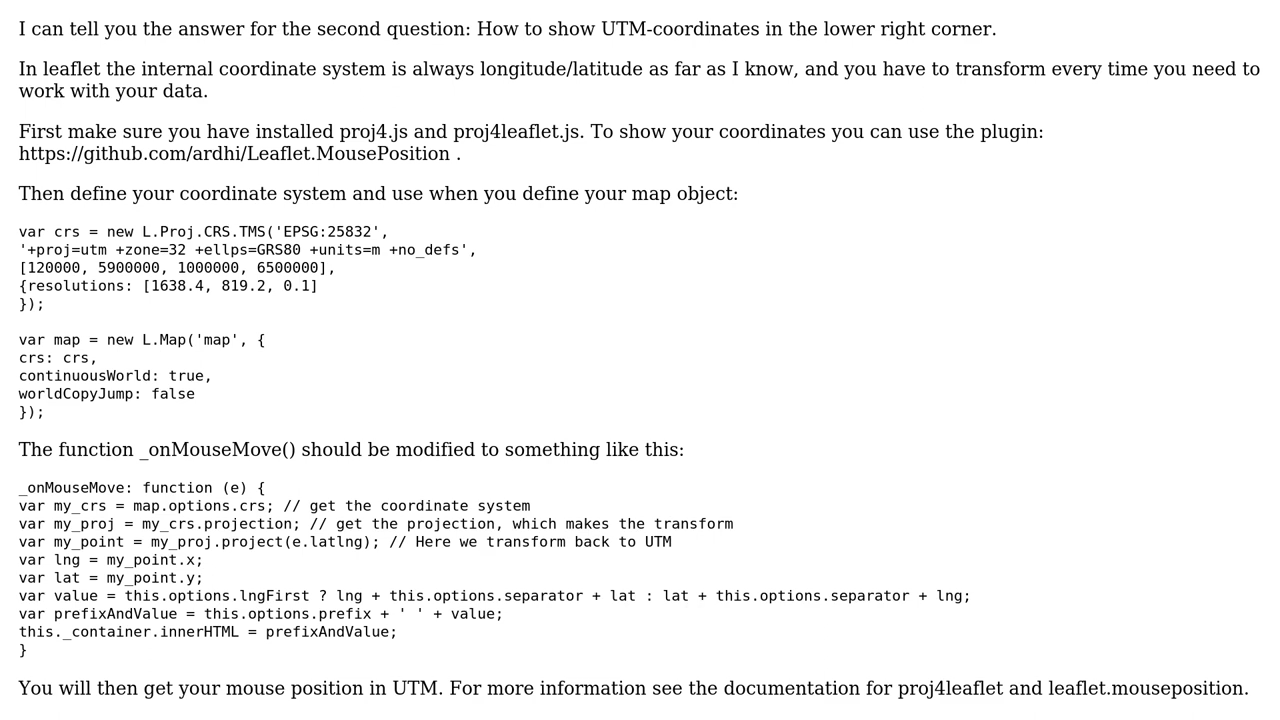 I can tell you the answer for the second question: How to show UTM-coordinates in the lower right corner.
In leaflet the internal coordinate system is always longitude/latitude as far as I know, and you have to transform every time you need to
work with your data.
First make sure you have installed proj4.js and proj4leaflet.js. To show your coordinates you can use the plugin:
https://github.com/ardhi/Leaflet.MousePosition .
Then define your coordinate system and use when you define your map object:
var crs = new L.Proj.CRS.TMS('EPSG:25832',
'+proj=utm +zone=32 +ellps=GRS80 +units=m +no_defs',
[120000, 5900000, 1000000, 6500000],
{resolutions: [1638.4, 819.2, 0.1]
});
var map = new L.Map('map', {
crs: crs,
continuousWorld: true,
worldCopyJump: false
});
The function _onMouseMove() should be modified to something like this:
_onMouseMove: function (e) {
var my_crs = map.options.crs; // get the coordinate system
var my_proj = my_crs.projection; // get the projection, which makes the transform
var my_point = my_proj.project(e.latlng); // Here we transform back to UTM
var lng = my_point.x;
var lat = my_point.y;
var value = this.options.lngFirst ? lng + this.options.separator + lat : lat + this.options.separator + lng;
var prefixAndValue = this.options.prefix + ' ' + value;
this._container.innerHTML = prefixAndValue;
}
You will then get your mouse position in UTM. For more information see the documentation for proj4leaflet and leaflet.mouseposition.